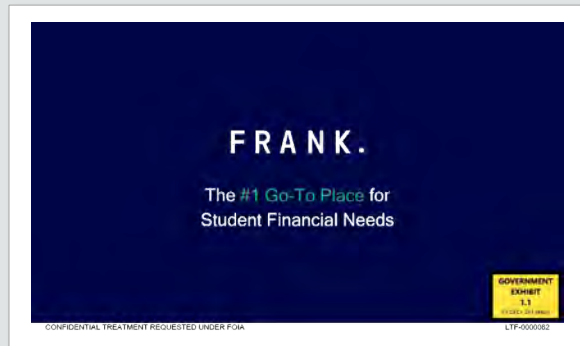 FRANK.
The #1 Go-To Place for
Student Financial Needs
GOVERNMENT
EXHIBIT
1.1
CONFIDENTIAL TREATMENT REQUESTED UNDER FOIA
LTF-0000062